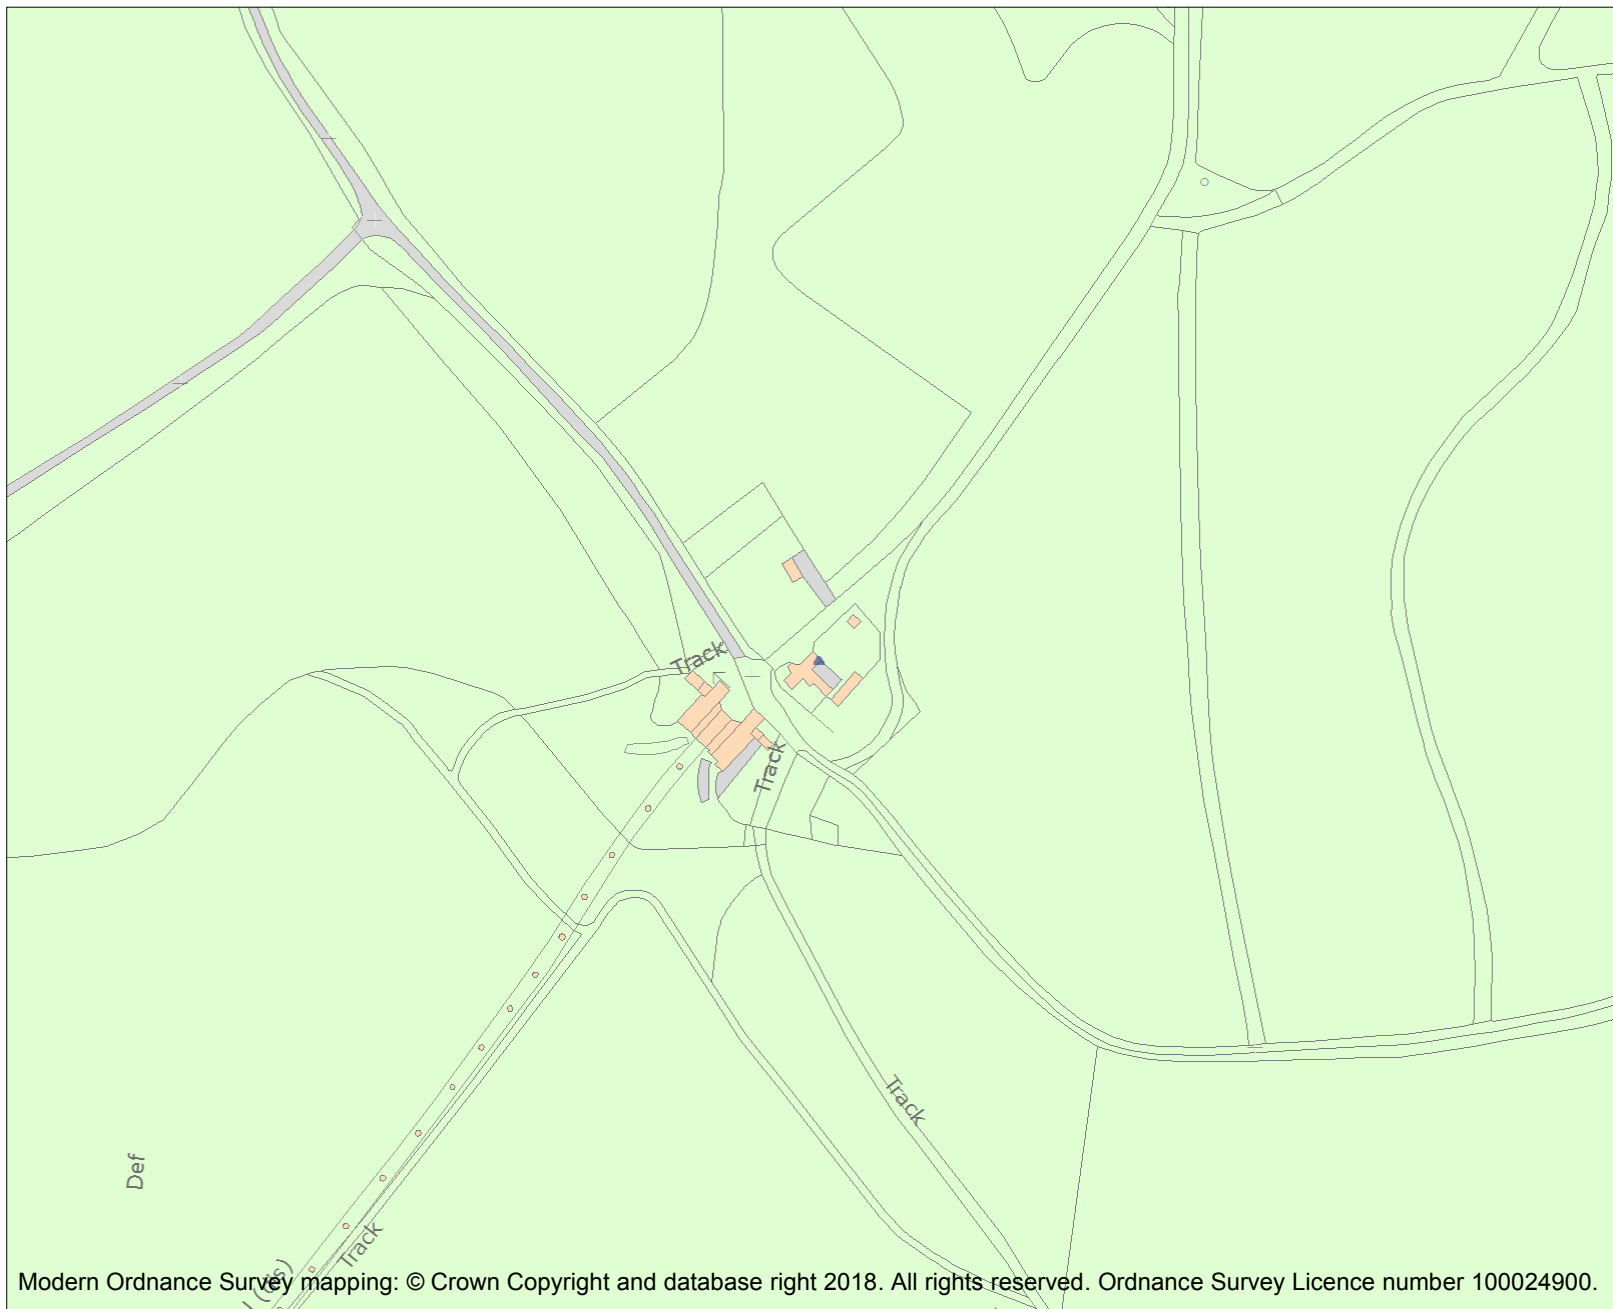 Track
Track
Track
Def
Track
(dis)
Modern Ordnance Survey mapping: © Crown Copyright and database right 2018. All rights reserved. Ordnance Survey Licence number 100024900.